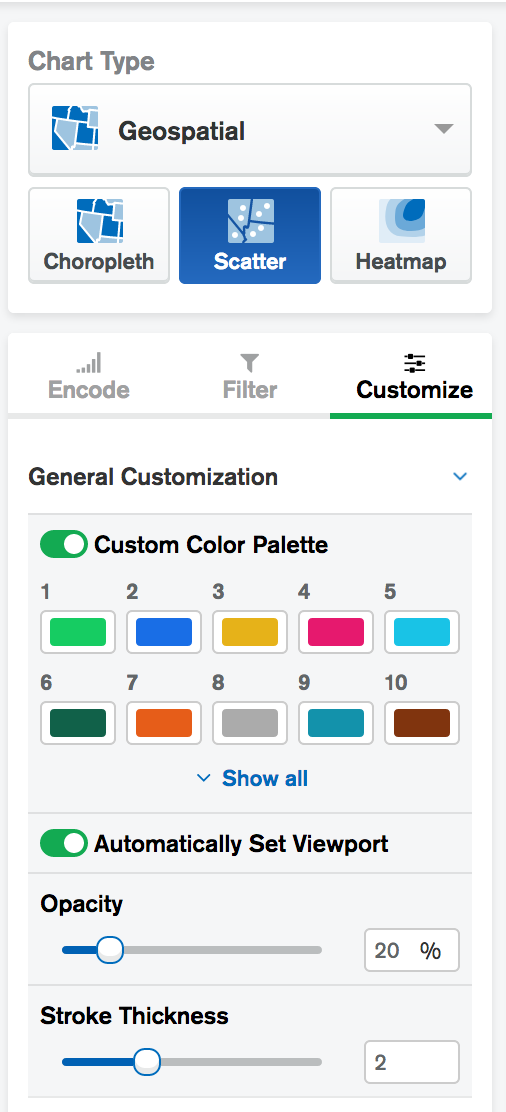 Chart Type
Geospatial
Choropleth Scatter Heatmap
Encode Filter Customize
General Customization
Custom Color Palette
1 2 3 4 5
6 7 8 9 10
Show all
Automatically Set Viewport
Opacity
20 %
Stroke Thickness
2